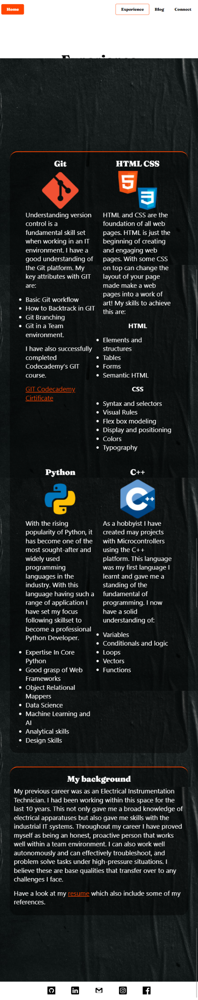 Home
Experience Blog Connect
Experience
Git
Understanding version
control is a
fundamental skill set
when working in an IT
environment. I have a
good understanding of
the Git platform. My
key attributes with GIT
are:
Basic Git workflow
How to Backtrack in GIT
Git Branching
Git in a Team
environment.
I have also successfully
completed
Codecademy's GIT
course.
GIT Codecademy
Cirtificate
HTML CSS
5
3
HTML and CSS are the
foundation of all web
pages. HTML is just the
beginning of creating
and engaging web
pages. With some CSS
on top can change the
layout of your page
made make a web
pages into a work of
art! My skills to achieve
this are:
HTML
Elements and
structures
Tables
Forms
Semantic HTML
CSS
Syntax and selectors
Visual Rules
Flex box modeling
Display and positioning
Colors
Typography
Python
With the rising
popularity of Python, it
has become one of the
most sought-after and
widely used
programming
languages in the
industry. With this
language having such a
range of application I
have set my focus
following skillset to
become a professional
Python Developer.
Expertise In Core
Python
Good grasp of Web
Frameworks
Object Relational
Mappers
Data Science
Machine Learning and
AI
Analytical skills
Design Skills
C++
C++
As a hobbyist I have
created may projects
with Microcontrollers
using the C++
platform. This language
was my first language I
learnt and gave me a
standing of the
fundamental of
programming. I now
have a solid
understanding of:
Variables
Conditionals and logic
Loops
Vectors
Functions
My background
My previous career was as an Electrical Instrumentation
Technician. I had been working within this space for the
last 10 years. This not only gave me a broad knowledge of
electrical apparatuses but also gave me skills with the
industrial IT systems. Throughout my career I have proved
myself as being an honest, proactive person that works
well within a team environment. I can also work well
autonomously and can effectively troubleshoot, and
problem solve tasks under high-pressure situations. I
believe these are base qualities that transfer over to any
challenges I face.
Have a look at my resume which also include some of my
references.
in